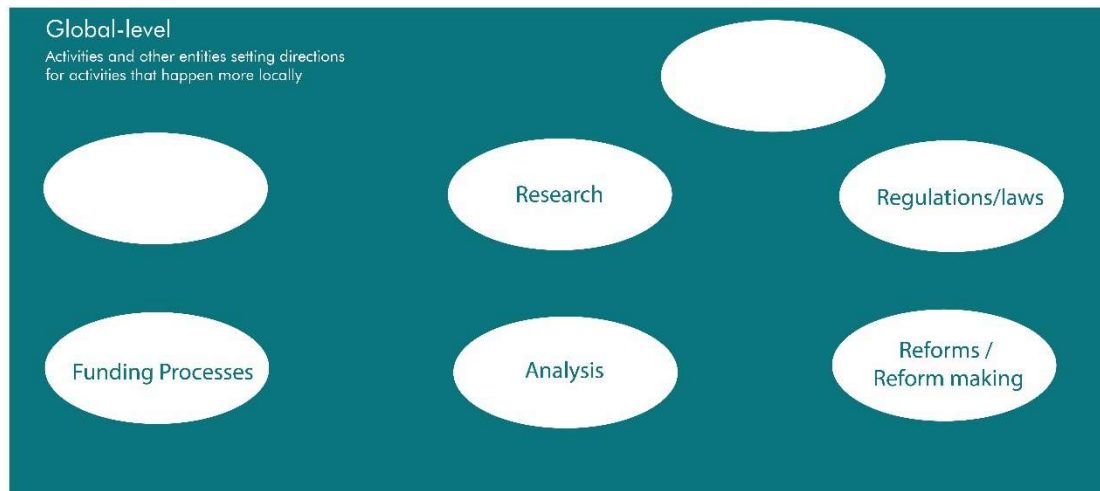 Global-level
Activities and other entities setting directions
for activities that happen more locally
Research
Regulations/laws
Funding Processes
Analysis
Reforms /
Reform making